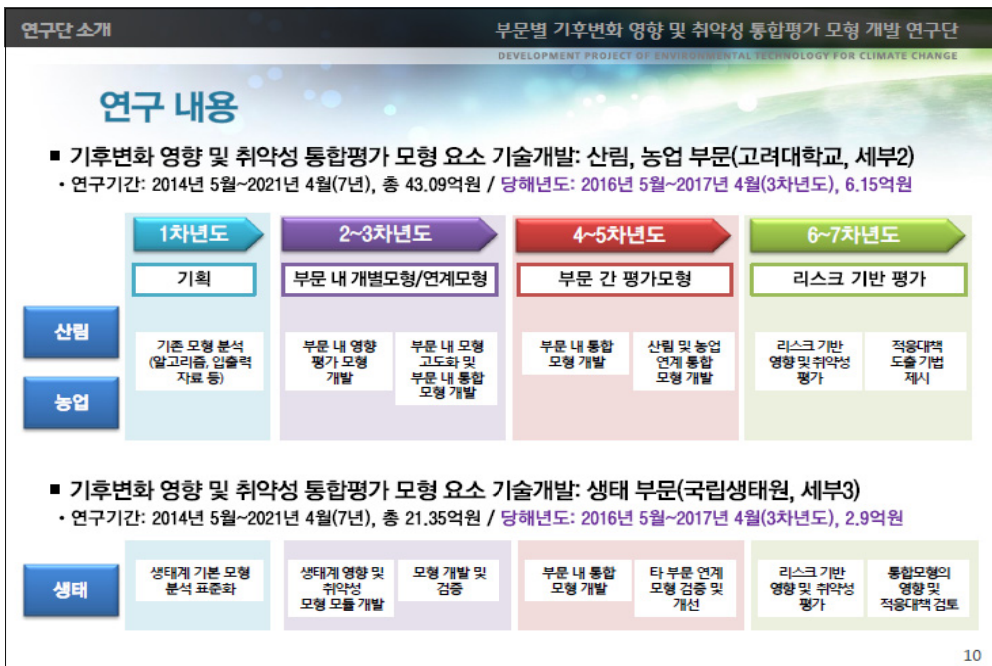 연구단 소개
부문별 기후변화 영향 및 취약성 통합평가 모형 개발 연구단
DEVELOPMENT PROJECT OF ENVIRONMENTAL TECHNOLOGY FOR CLIMATE CHANGE
연구 내용
■ 기후변화 영향 및 취약성 통합평가 모형 요소 기술개발: 산림, 농업 부문(고려대학교, 세부2)
• 연구기간: 2014년 5월~2021년 4월(7년), 총 43.09억원 / 당해년도: 2016년 5월~2017년 4월(3차년도), 6.15억원
1차년도
2~3차년도
4~5차년도
6~7차년도
기획
부문 내 개별모형/연계모형
부문 간 평가모형
리스크 기반 평가
산림
농업
기존 모형 분석
(알고리즘, 입출력
자료 등)
부문 내 영향
평가 모형
개발
부문 내 모형
고도화 및
부문 내 통합
모형 개발
부문 내 통합
모형 개발
산림 및 농업
연계 통합
모형 개발
리스크 기반
영향 및 취약성
평가
적응대책
도출 기법
제시
■ 기후변화 영향 및 취약성 통합평가 모형 요소 기술개발: 생태 부문(국립생태원, 세부3)
• 연구기간: 2014년 5월~2021년 4월(7년), 총 21.35억원 / 당해년도: 2016년 5월~2017년 4월(3차년도), 2.9억원
생태
생태계 기본 모형
분석 표준화
생태계 영향 및
취약성
모형 모듈 개발
모형 개발 및
검증
부문 내 통합
모형 개발
타 부문 연계
모형 검증 및
개선
리스크 기반
영향 및 취약성
평가
통합모형의
영향 및
적응대책 검토
10